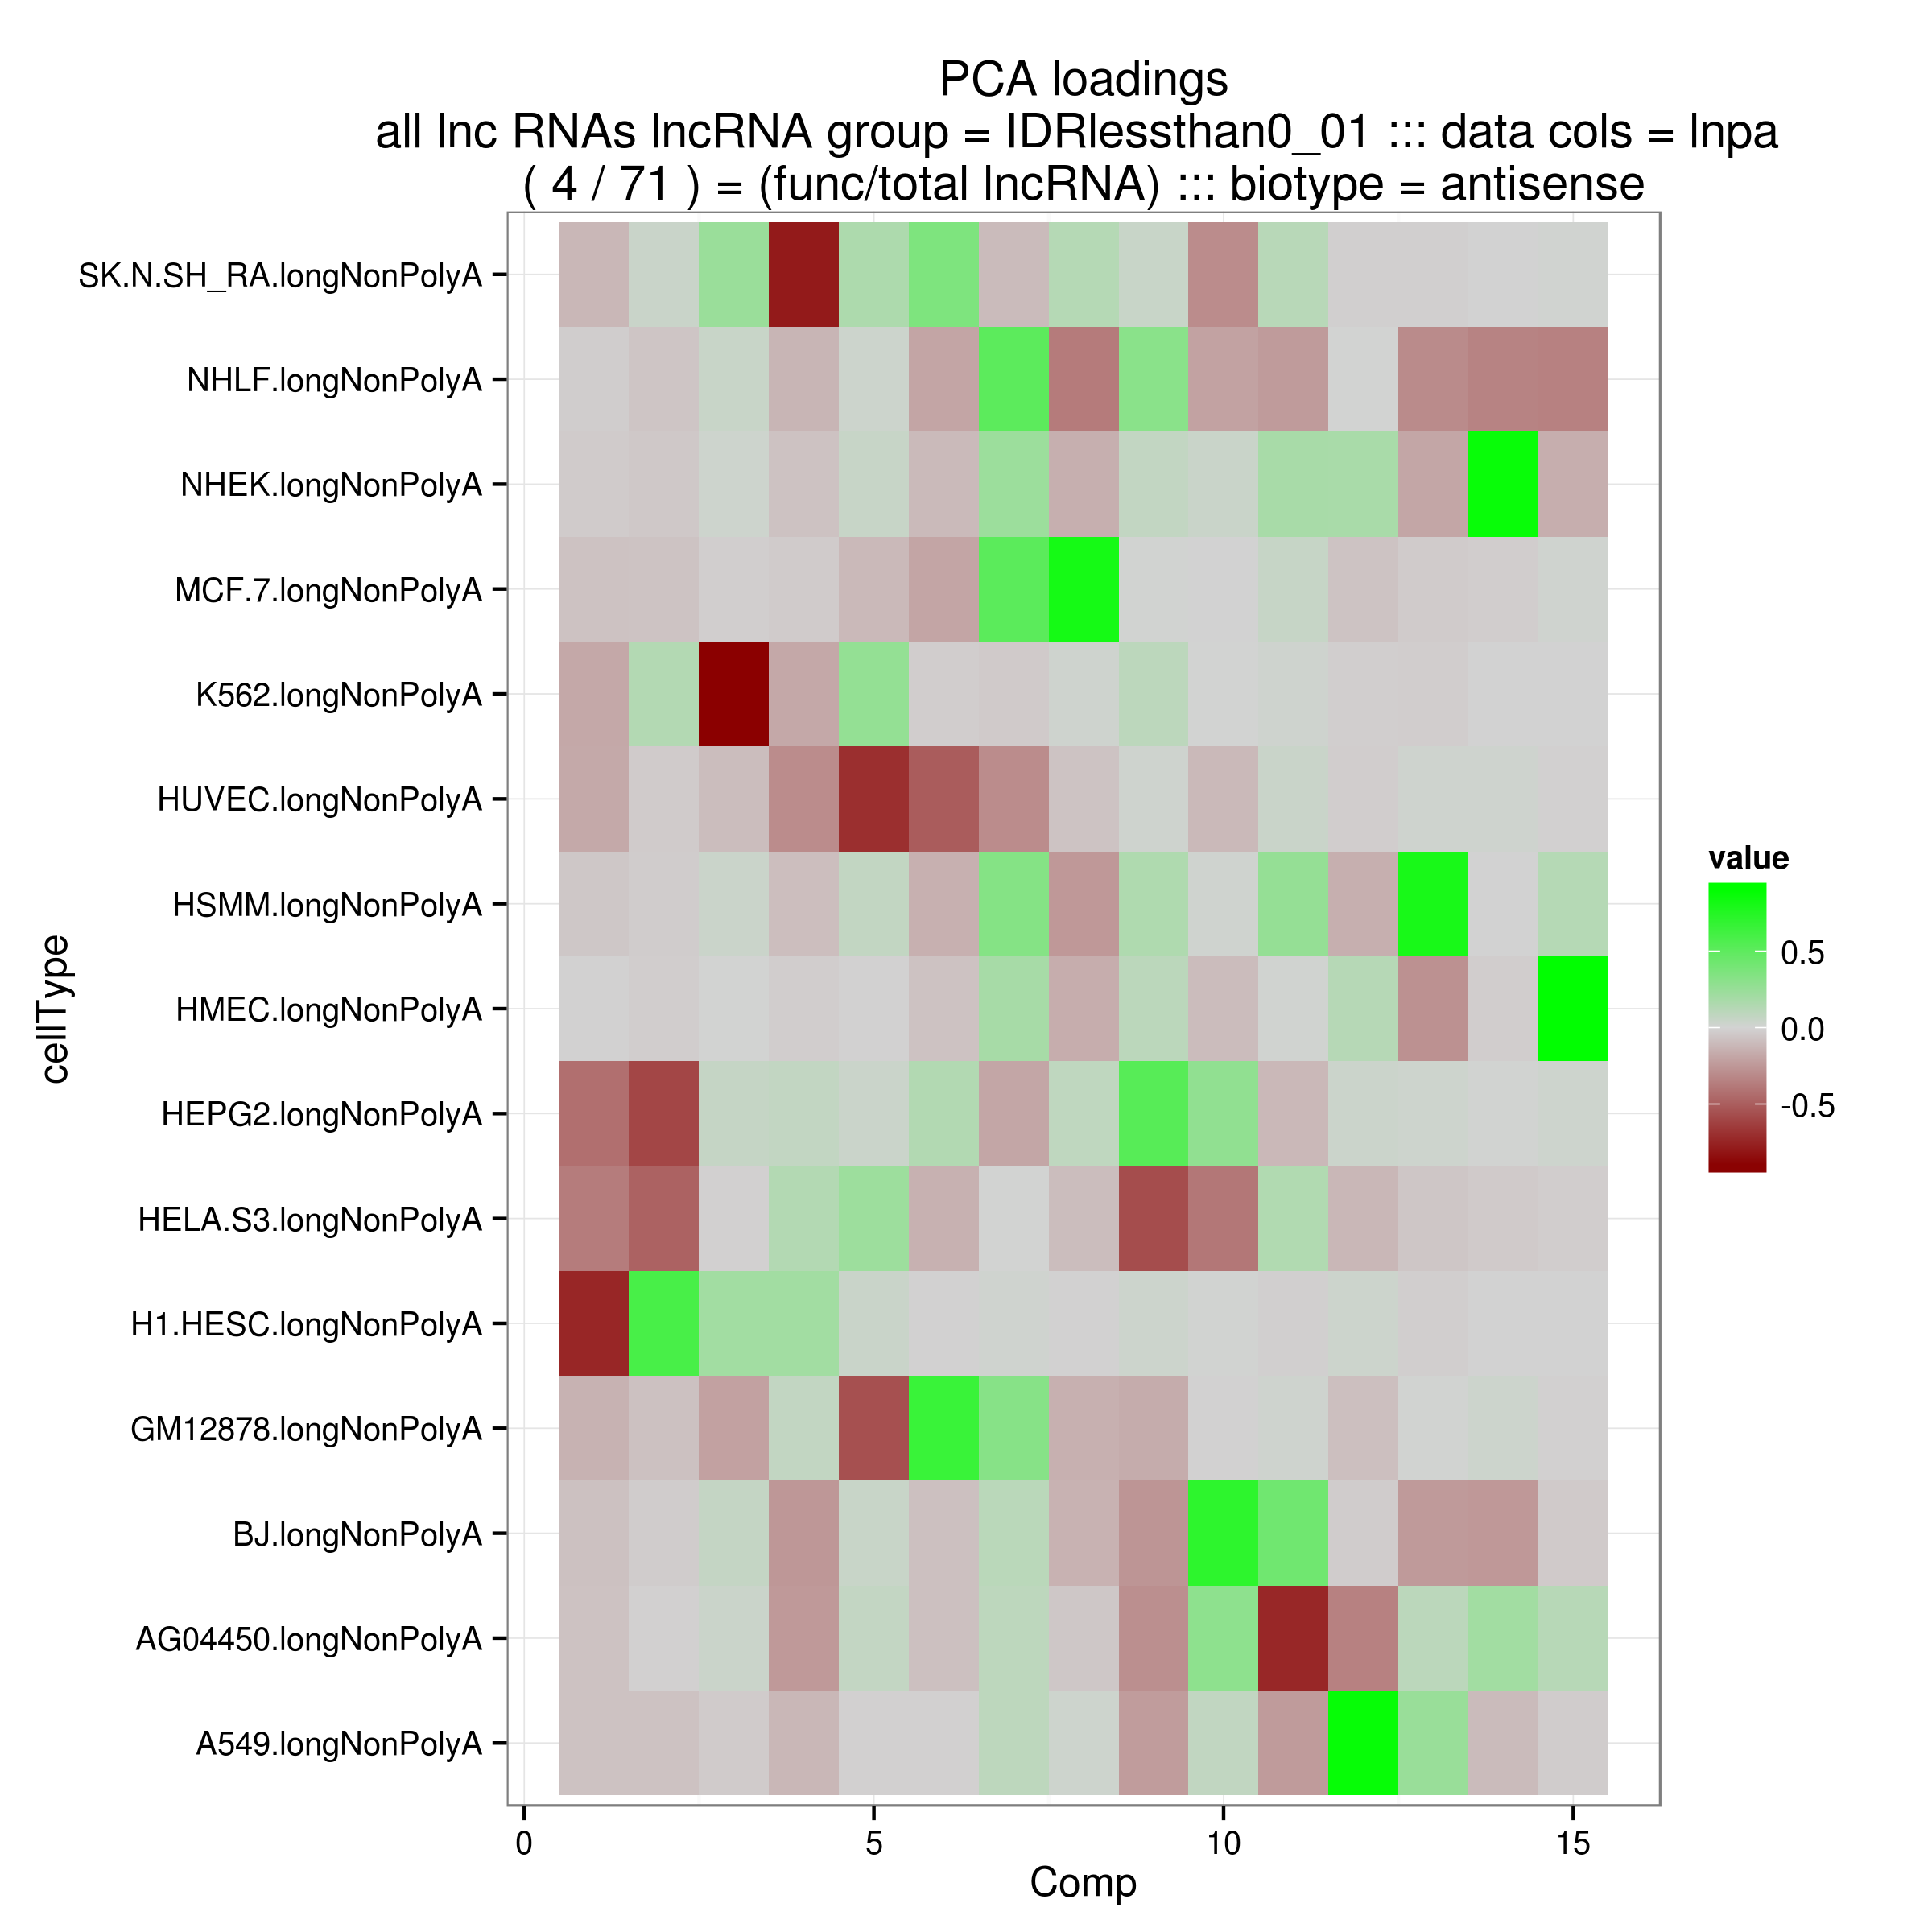 PCA loadings
all lnc RNAs lncRNA group = IDRlessthan0_01 ::: data cols = lnpa
( 4 / 71 ) = (func/total lncRNA) ::: biotype = antisense
cellType
SK.N.SH_RA.longNonPolyA
NHLF.longNonPolyA
NHEK.longNonPolyA
MCF.7.longNonPolyA
K562.longNonPolyA
HUVEC.longNonPolyA
HSMM.longNonPolyA
HMEC.longNonPolyA
HEPG2.longNonPolyA
HELA.S3.longNonPolyA
H1.HESC.longNonPolyA
GM12878.longNonPolyA
BJ.longNonPolyA
AG04450.longNonPolyA
A549.longNonPolyA
0 5 10 15
Comp
value
0.5
0.0
-0.5